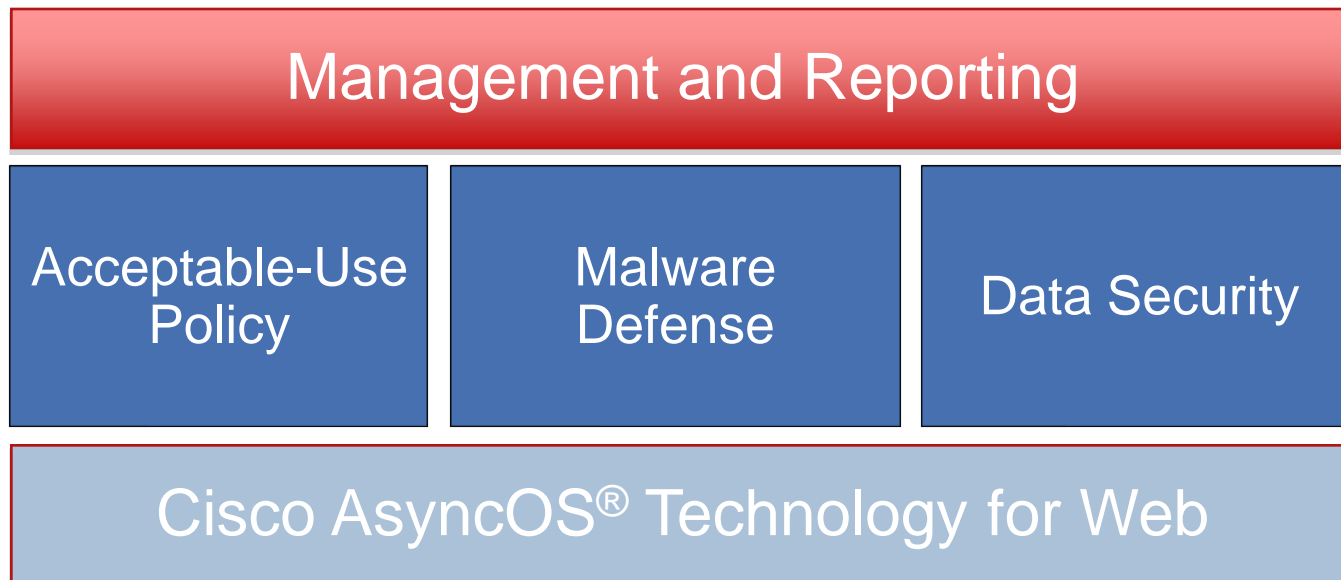 Management and Reporting
Acceptable-Use
Policy
Malware
Defense
Data Security
Cisco AsyncOS® Technology for Web